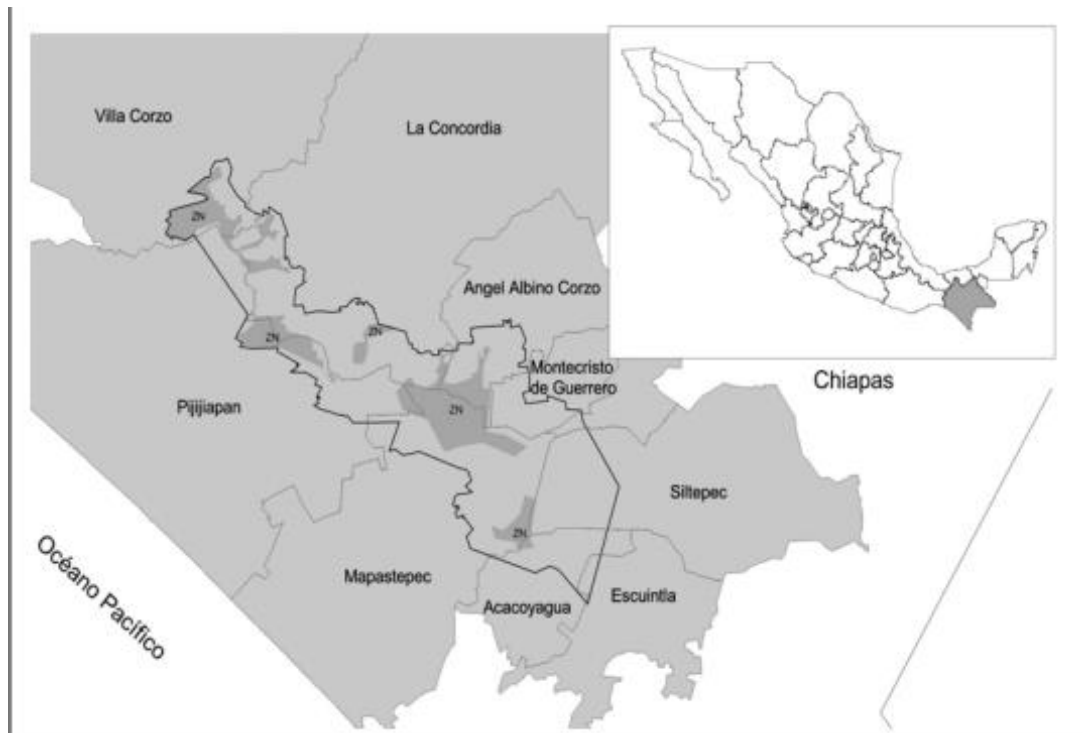 Villa Corzo
La Concordia
ZN
Angel Albino Corzo
ZN
ZN
Montecristo
de Guerrero
Chiapas
Pijijiapan
ZN
Siltepec
ZN
Océano Pacífico
Mapastepec
Escuintla
Acacoyagua